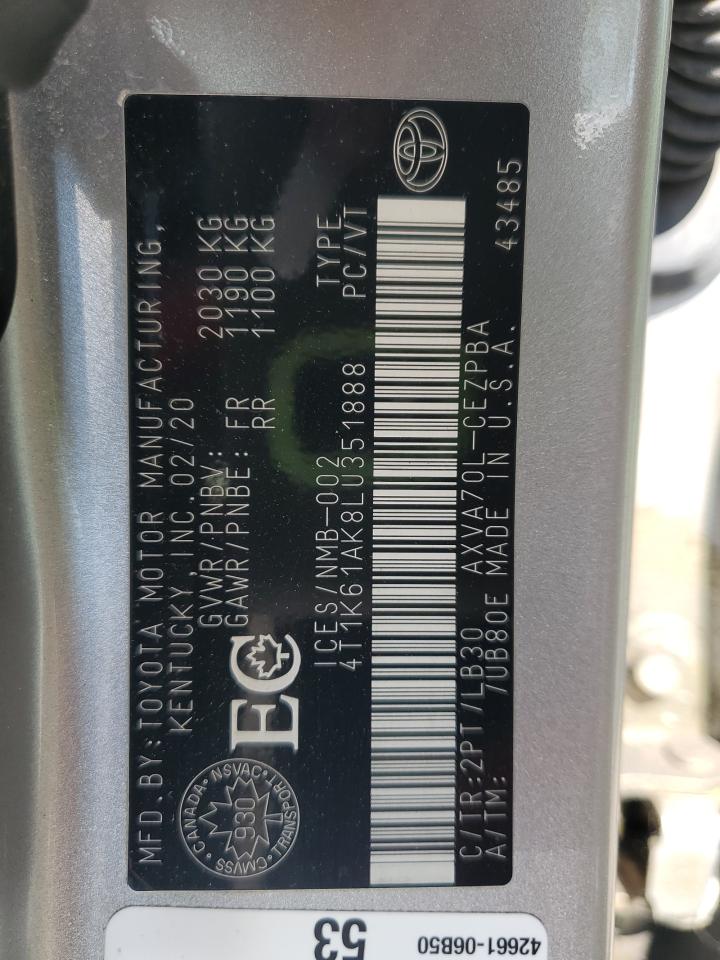 MFD.BY:TOYOTA MOTOR MANUFACTURING,
KENTUCKY,INC.02/20
GVWR/PNBV: 2030 KG
GAWR/PNBE: FR 1190 KG
RR 1100 KG
EC
CANADA NSVAC TRANSPORT CMVSS
930
ICES/NMB-002 TYPE
4T1K61AK8LU351888 PC/VT
C/TR:2PT/LB30 AXVA70L-CEZPBA 43485
A/TM: 7UB80E MADE IN U.S.A.
53
42661-06B50